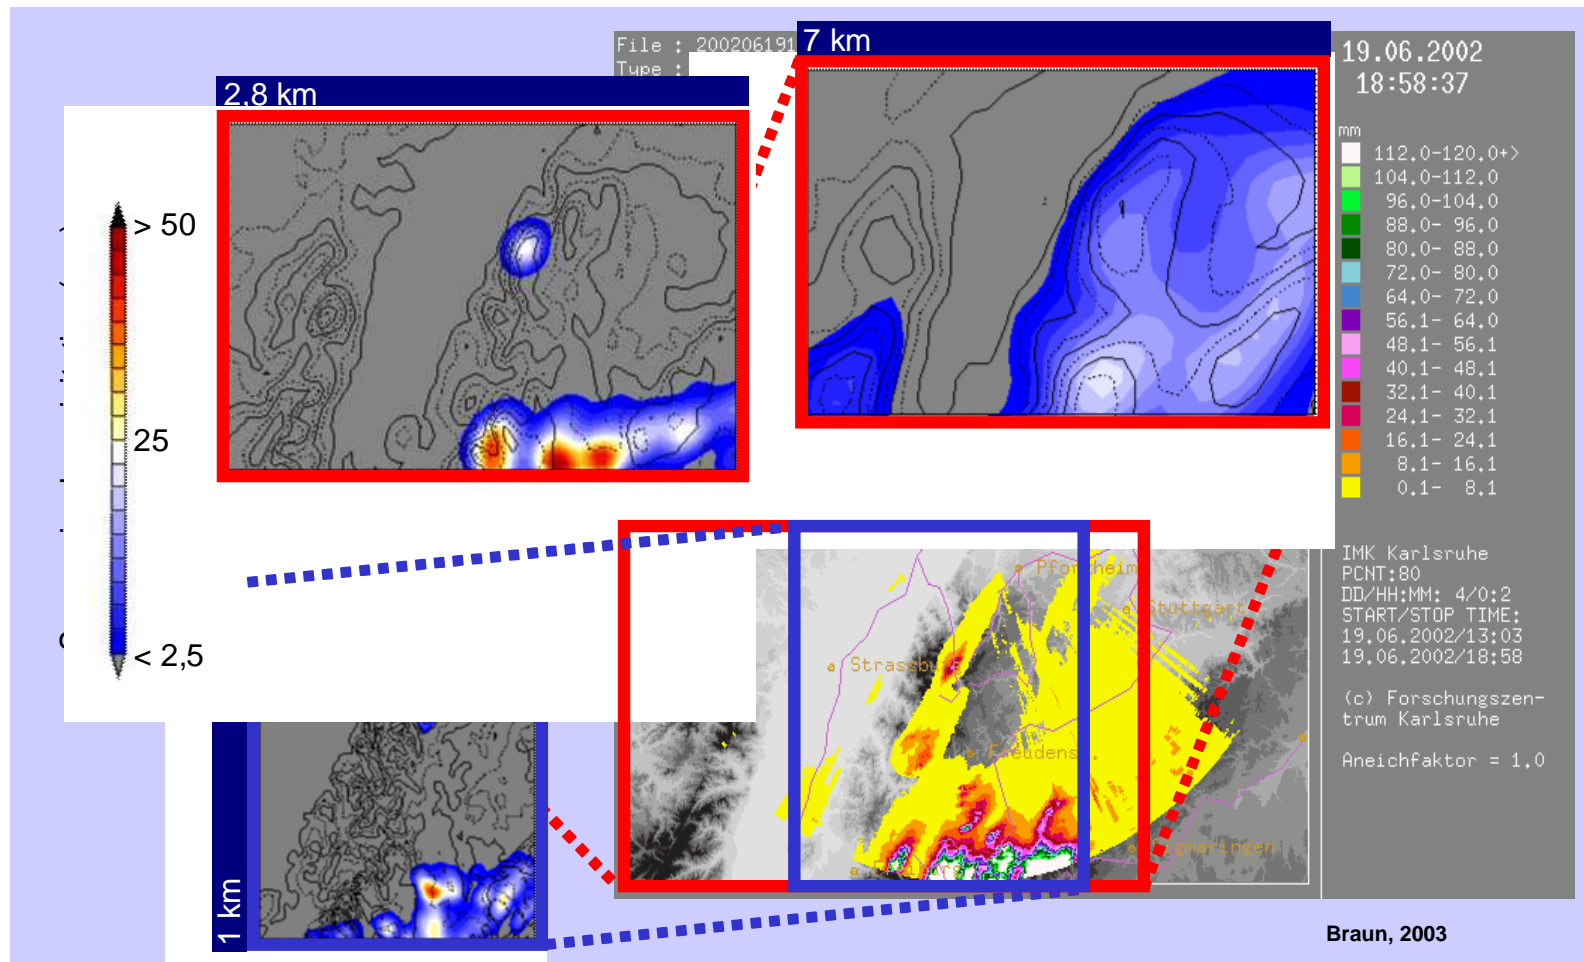 File : 200206191
Type :
7 km
2,8 km
> 50
25
< 2,5
1 km
19.06.2002
18:58:37
mm
112.0-120.0+>
104.0-112.0
96.0-104.0
88.0- 96.0
80.0- 88.0
72.0- 80.0
64.0- 72.0
56.1- 64.0
48.1- 56.1
40.1- 48.1
32.1- 40.1
24.1- 32.1
16.1- 24.1
8.1- 16.1
0.1- 8.1
IMK Karlsruhe
PCNT:80
DD/HH:MM: 4/0:2
START/STOP TIME:
19.06.2002/13:03
19.06.2002/18:58
(c) Forschungszen-
trum Karlsruhe
Aneichfaktor = 1.0
Pforzheim
Stuttgart
Strassburg
Freudens
Sigmaringen
Braun, 2003